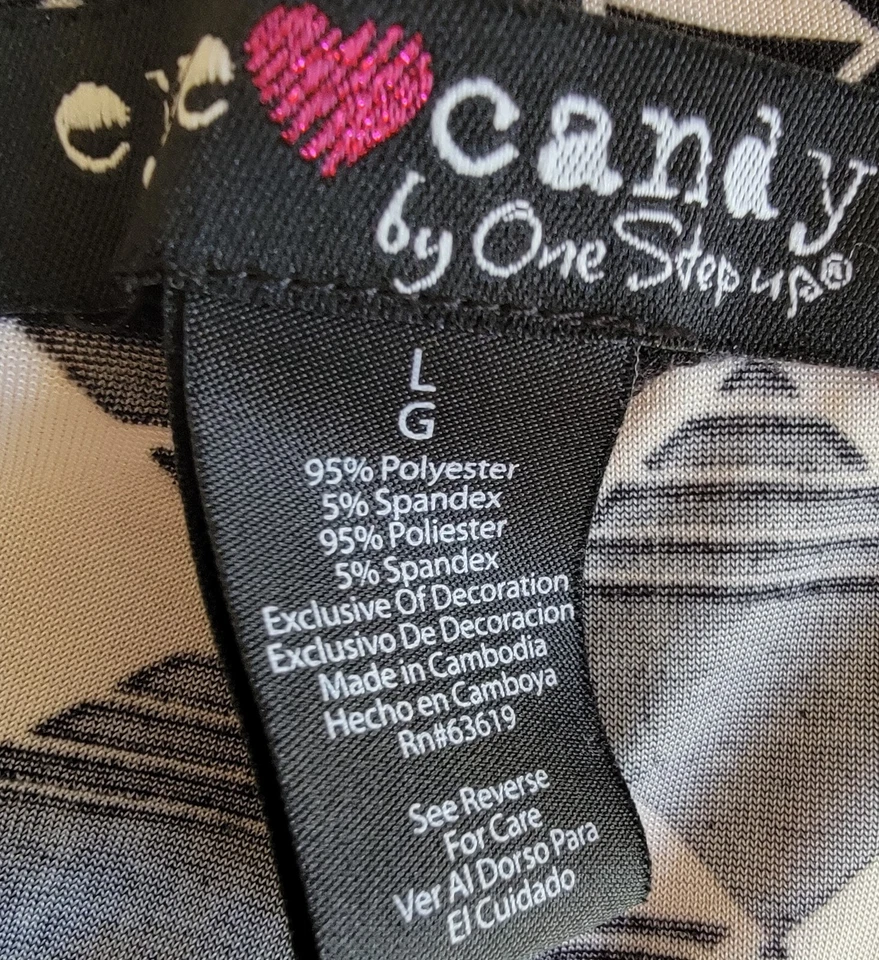 eye candy
by One Step up®
L
G
95% Polyester
5% Spandex
95% Poliester
5% Spandex
Exclusive Of Decoration
Exclusivo De Decoracion
Made in Cambodia
Hecho en Camboya
Rn#63619
See Reverse
For Care
Ver Al Dorso Para
El Cuidado